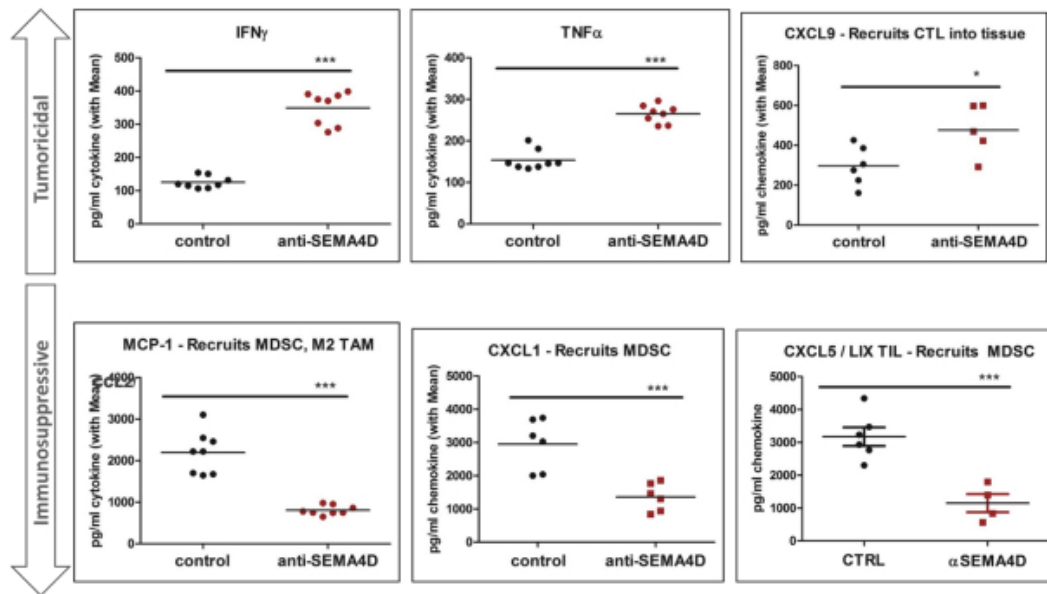 Tumoricidal
IFNγ
***
pg/ml cytokine (with Mean)
500
400
300
200
100
0
control
anti-SEMA4D
TNFα
***
pg/ml cytokine (with Mean)
400
300
200
100
0
control
anti-SEMA4D
CXCL9 - Recruits CTL into tissue
*
pg/ml chemokine (with Mean)
800
600
400
200
0
control
anti-SEMA4D
Immunosuppressive
MCP-1 - Recruits MDSC, M2 TAM
CCL2
***
pg/ml cytokine (with Mean)
4000
3000
2000
1000
0
control
anti-SEMA4D
CXCL1 - Recruits MDSC
***
pg/ml chemokine (with Mean)
5000
4000
3000
2000
1000
0
control
anti-SEMA4D
CXCL5 / LIX TIL - Recruits MDSC
***
pg/ml chemokine
5000
4000
3000
2000
1000
0
CTRL
αSEMA4D